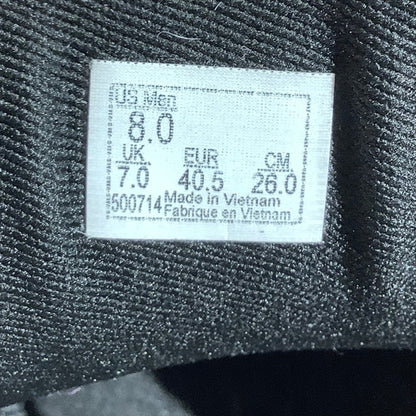 US Men
8.0
UK EUR CM
7.0 40.5 26.0
500714 Made in Vietnam
Fabrique en Vietnam